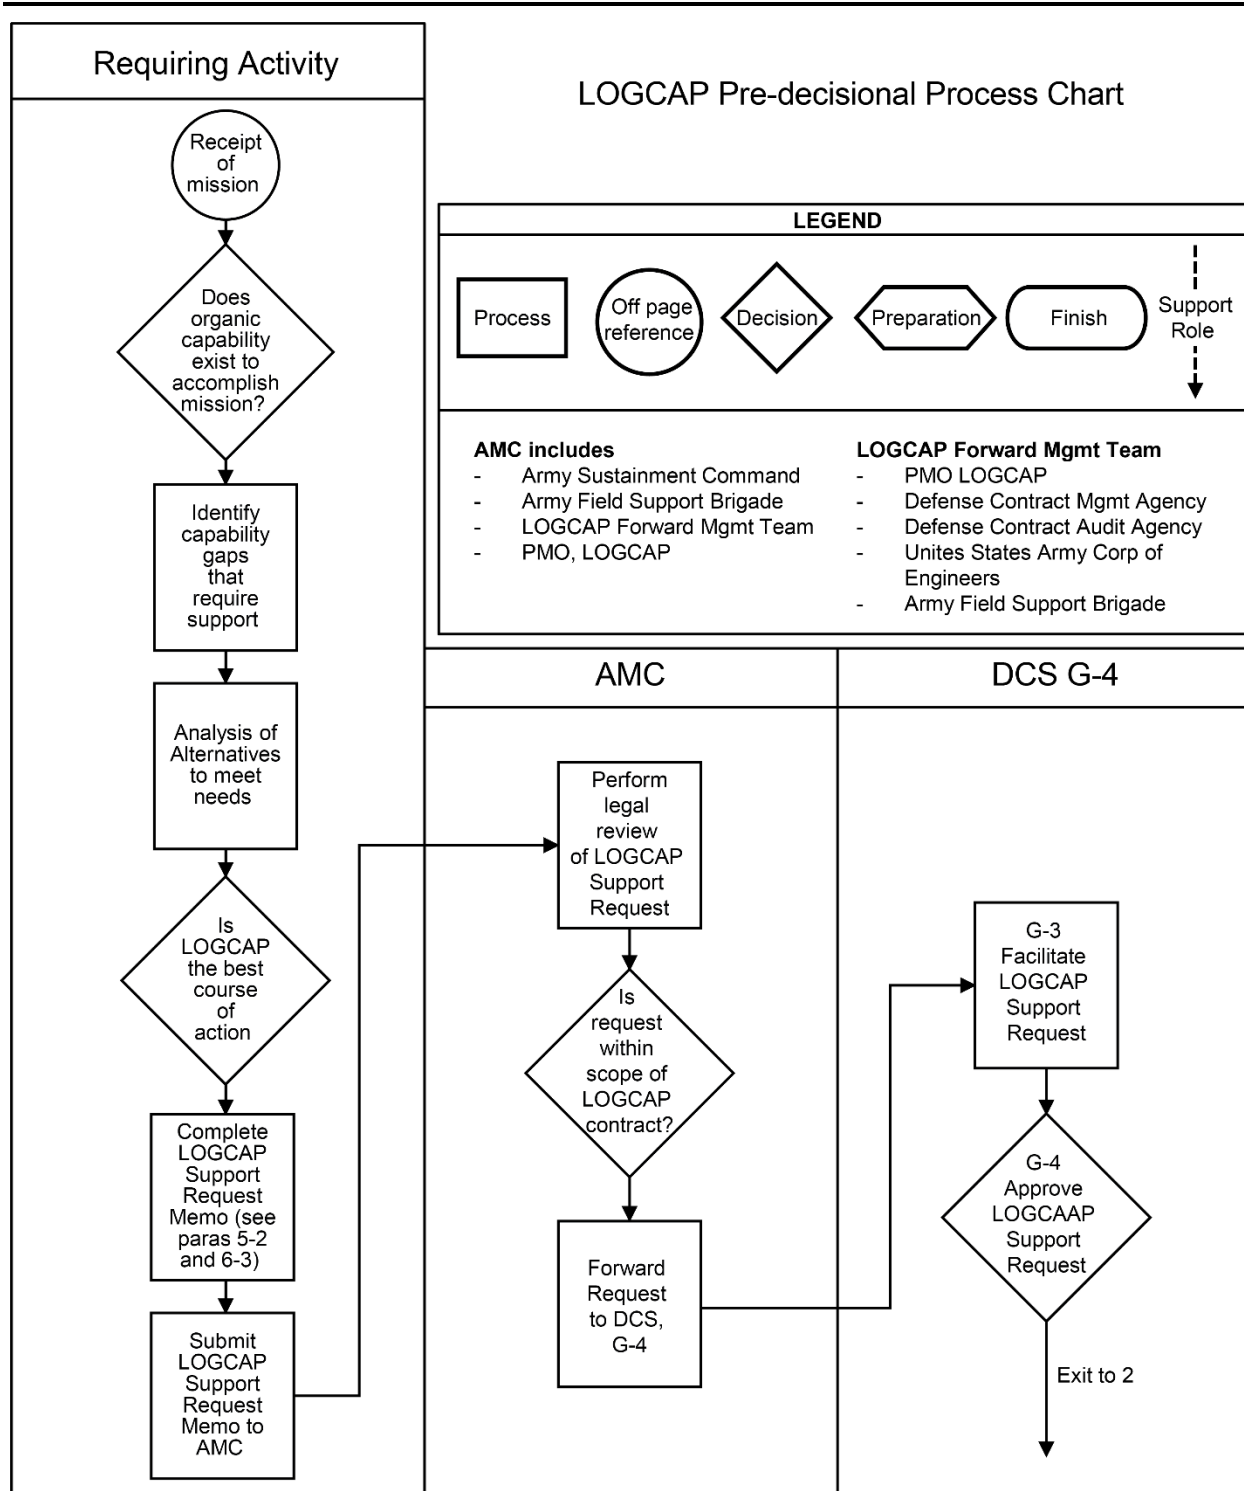 Requiring Activity
Receipt
of
mission
Does
organic
capability
exist to
accomplish
mission?
Identify
capability
gaps
that
require
support
Analysis of
Alternatives
to meet
needs
Is
LOGCAP
the best
course
of
action
Complete
LOGCAP
Support
Request
Memo (see
paras 5-2
and 6-3)
Submit
LOGCAP
Support
Request
Memo to
AMC
LOGCAP Pre-decisional Process Chart
LEGEND
Process
Off page
reference
Decision
Preparation
Finish
Support
Role
AMC includes
- Army Sustainment Command
- Army Field Support Brigade
- LOGCAP Forward Mgmt Team
- PMO, LOGCAP
LOGCAP Forward Mgmt Team
- PMO LOGCAP
- Defense Contract Mgmt Agency
- Defense Contract Audit Agency
- Unites States Army Corp of
Engineers
- Army Field Support Brigade
AMC
Perform
legal
review
of LOGCAP
Support
Request
Is
request
within
scope of
LOGCAP
contract?
Forward
Request
to DCS,
G-4
DCS G-4
G-3
Facilitate
LOGCAP
Support
Request
G-4
Approve
LOGCAAP
Support
Request
Exit to 2